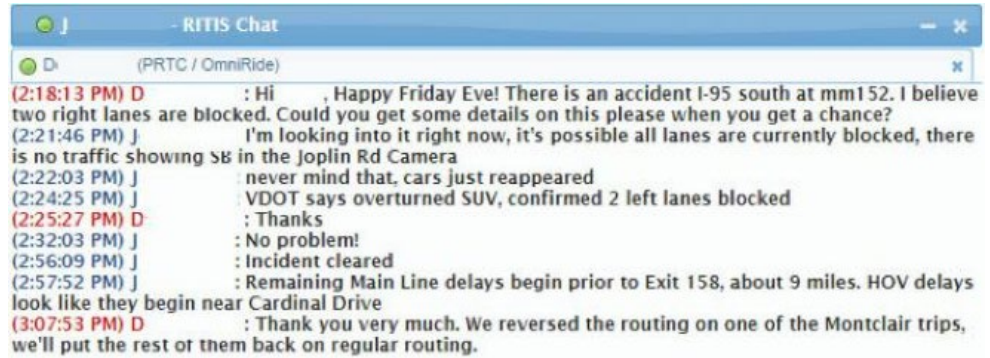 J - RITIS Chat
D (PRTC / OmniRide)
(2:18:13 PM) D : Hi , Happy Friday Eve! There is an accident I-95 south at mm152. I believe
two right lanes are blocked. Could you get some details on this please when you get a chance?
(2:21:46 PM) J I'm looking into it right now, it's possible all lanes are currently blocked, there
is no traffic showing SB in the Joplin Rd Camera
(2:22:03 PM) J never mind that, cars just reappeared
(2:24:25 PM) J VDOT says overturned SUV, confirmed 2 left lanes blocked
(2:25:27 PM) D : Thanks
(2:32:03 PM) J : No problem!
(2:56:09 PM) J : Incident cleared
(2:57:52 PM) J : Remaining Main Line delays begin prior to Exit 158, about 9 miles. HOV delays
look like they begin near Cardinal Drive
(3:07:53 PM) D : Thank you very much. We reversed the routing on one of the Montclair trips,
we'll put the rest of them back on regular routing.